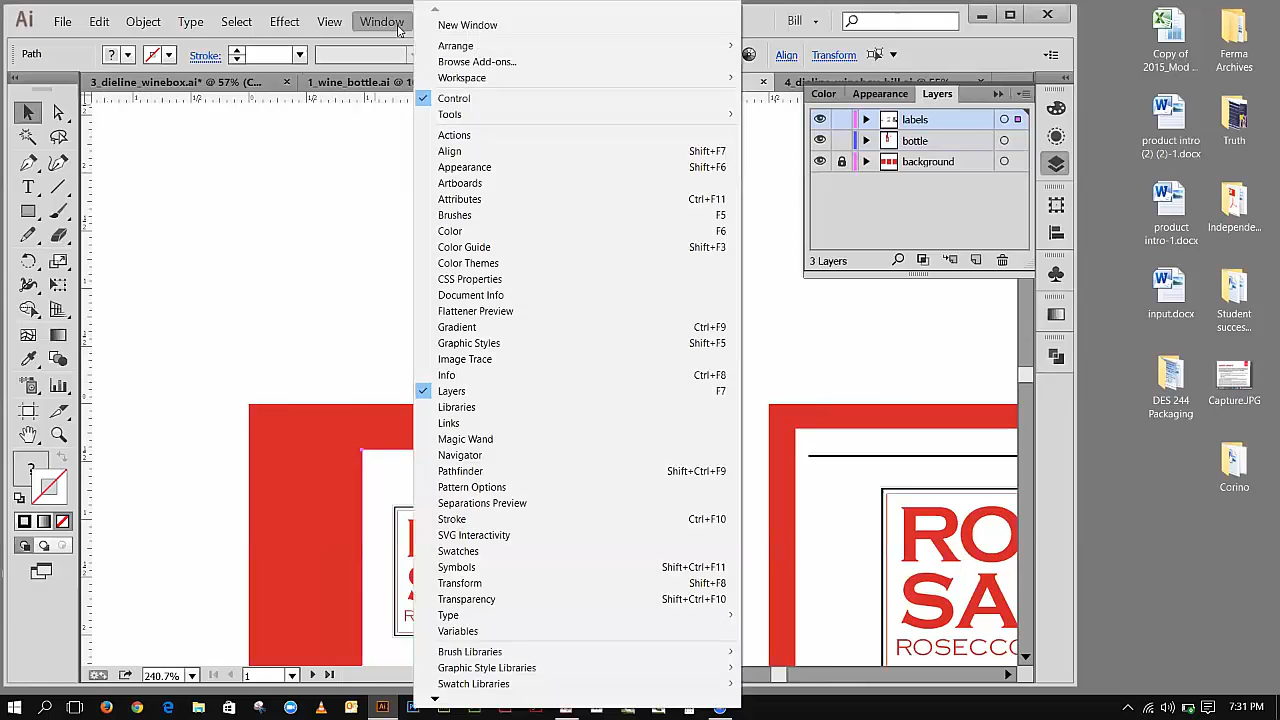 Ai File Edit Object Type Select Effect View Window
Bill
Path
?
Stroke:
Align Transform
3_dieline_winebox.ai* @ 57% (C...
1_wine_bottle.ai @
New Window
Arrange
Browse Add-ons...
Workspace
Control
Tools
Actions
Align Shift+F7
Appearance Shift+F6
Artboards
Attributes Ctrl+F11
Brushes F5
Color F6
Color Guide Shift+F3
Color Themes
CSS Properties
Document Info
Flattener Preview
Gradient Ctrl+F9
Graphic Styles Shift+F5
Image Trace
Info Ctrl+F8
Layers F7
Libraries
Links
Magic Wand
Navigator
Pathfinder Shift+Ctrl+F9
Pattern Options
Separations Preview
Stroke Ctrl+F10
SVG Interactivity
Swatches
Symbols Shift+Ctrl+F11
Transform Shift+F8
Transparency Shift+Ctrl+F10
Type
Variables
Brush Libraries
Graphic Style Libraries
Swatch Libraries
Color Appearance Layers
labels
bottle
background
3 Layers
RO
SA
ROSECCO
240.7%
1
Copy of
2015_Mod ...
Ferma
Archives
product intro
(2) (2)-1.docx
Truth
product
intro-1.docx
Independe...
input.docx
Student
succes...
DES 244
Packaging
Capture.JPG
Corino
7:31 PM